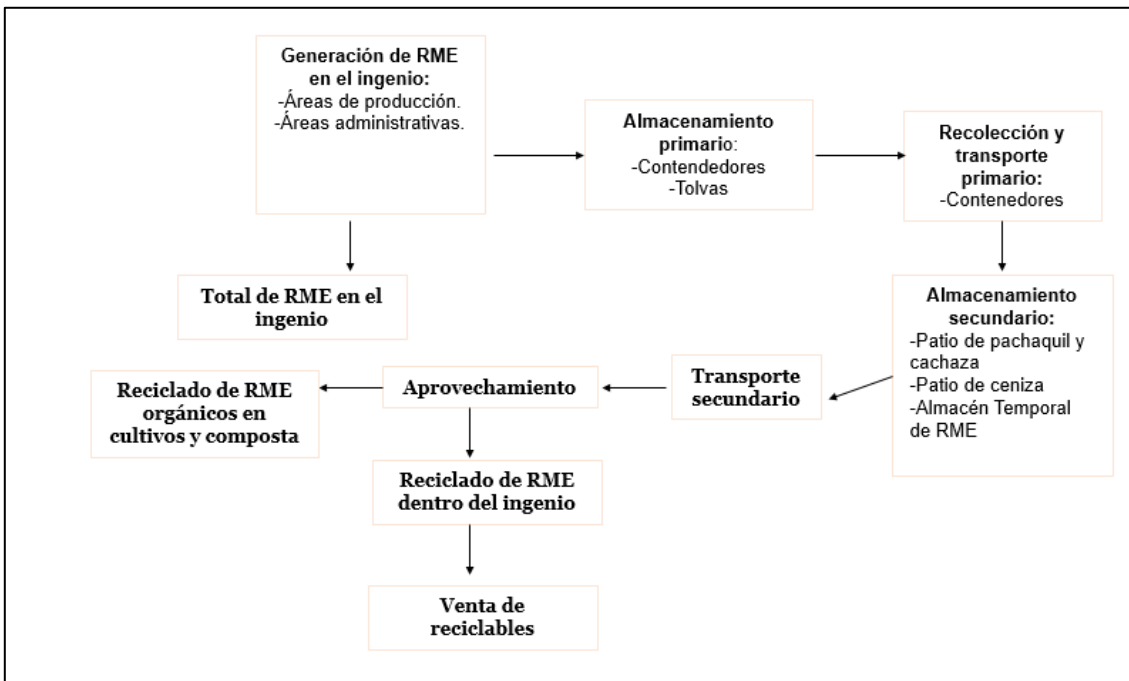 Generación de RME
en el ingenio:
-Áreas de producción.
-Áreas administrativas.
Almacenamiento
primario:
-Contendedores
-Tolvas
Recolección y
transporte
primario:
-Contenedores
Total de RME en el
ingenio
Almacenamiento
secundario:
-Patio de pachaquil y
cachaza
-Patio de ceniza
-Almacén Temporal
de RME
Transporte
secundario
Aprovechamiento
Reciclado de RME
orgánicos en
cultivos y composta
Reciclado de RME
dentro del ingenio
Venta de
reciclables